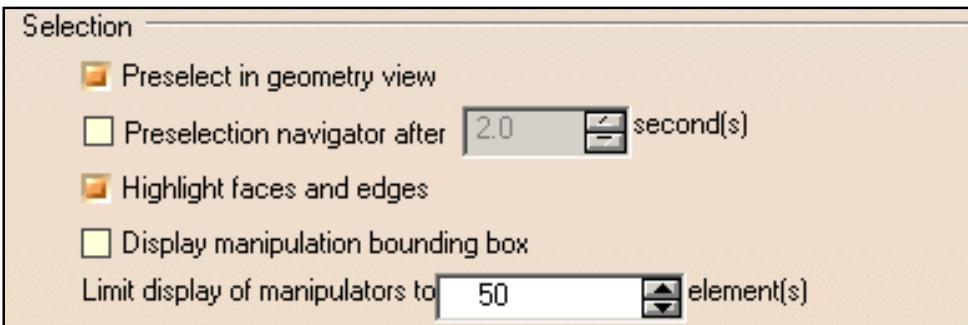 Selection
Preselect in geometry view
Preselection navigator after 2.0 second(s)
Highlight faces and edges
Display manipulation bounding box
Limit display of manipulators to 50 element(s)